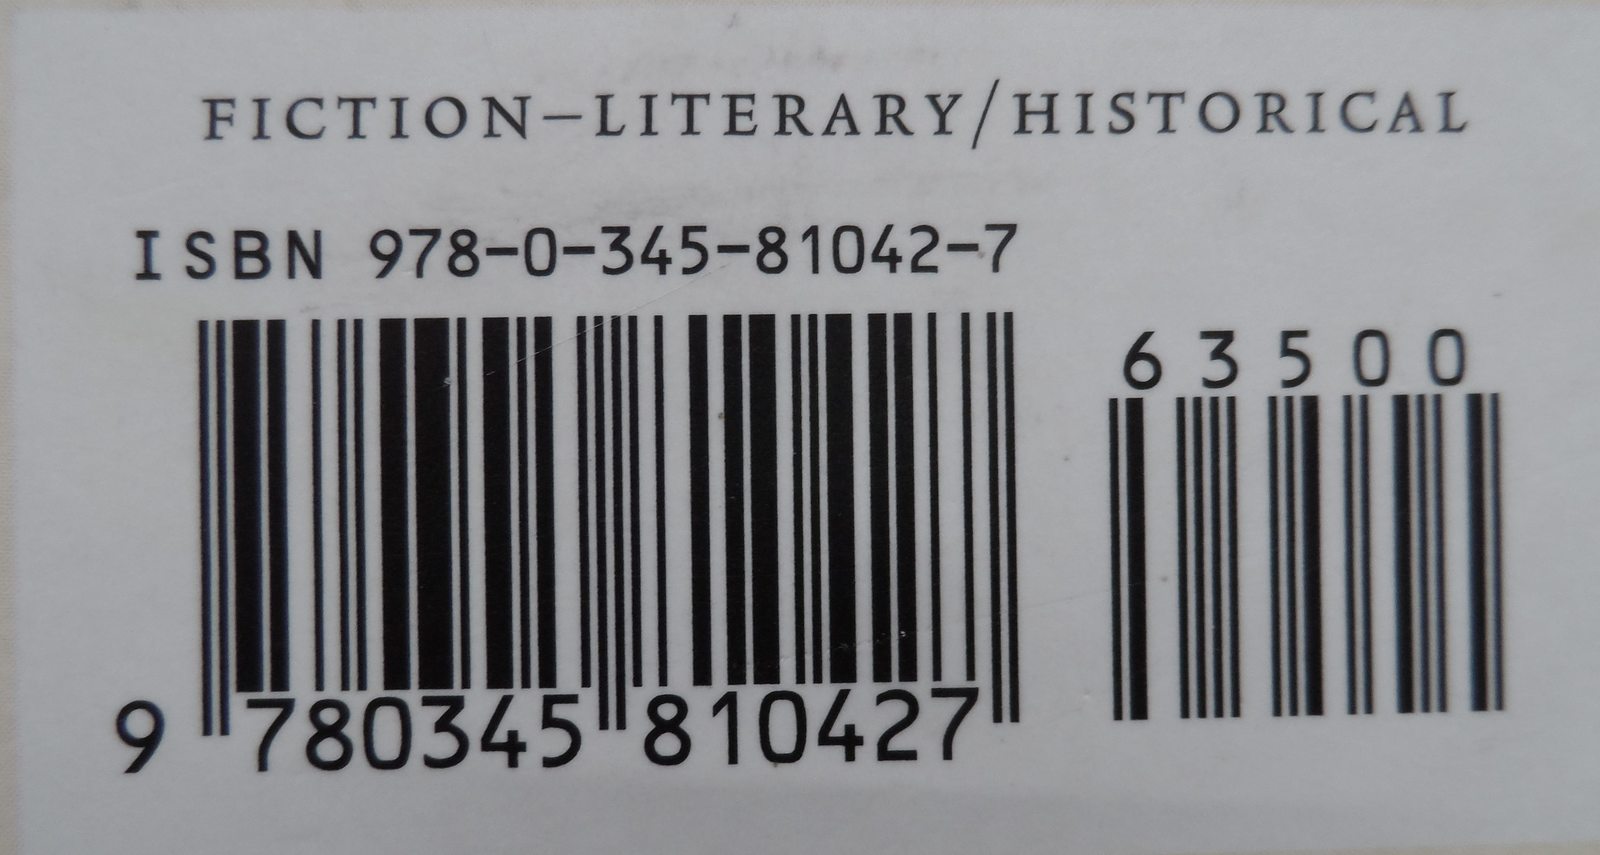 FICTION–LITERARY/HISTORICAL
ISBN 978-0-345-81042-7
63500
9 780345 810427